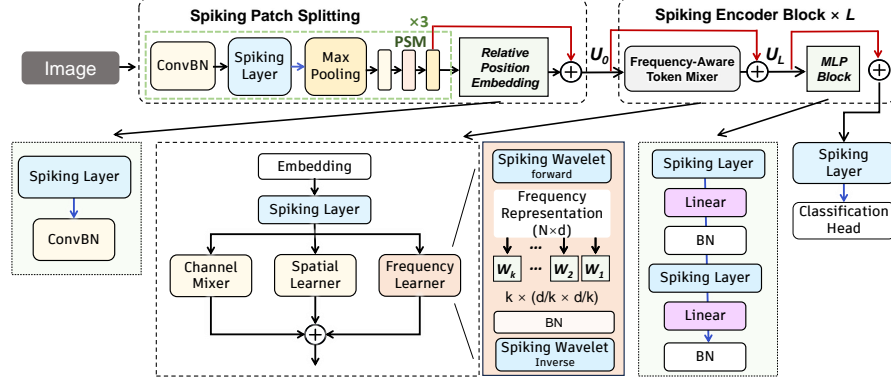 Spiking Patch Splitting
Spiking Encoder Block × L
×3
PSM
Image
ConvBN
Spiking
Layer
Max
Pooling
Relative
Position
Embedding
U0
Frequency-Aware
Token Mixer
UL
MLP
Block
Spiking Layer
ConvBN
Embedding
Spiking Layer
Channel
Mixer
Spatial
Learner
Frequency
Learner
Spiking Wavelet
forward
Frequency
Representation
(N×d)
... ...
Wk ... W2 W1
k × (d/k × d/k)
BN
Spiking Wavelet
Inverse
Spiking Layer
Linear
BN
Spiking Layer
Linear
BN
Spiking
Layer
Classification
Head